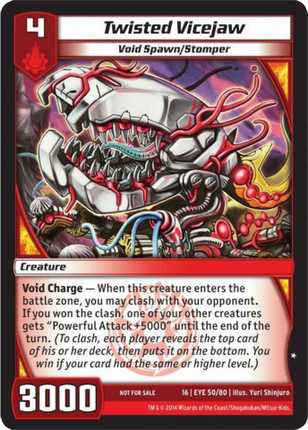 4
Twisted Vicejaw
Void Spawn/Stomper
Creature
Void Charge — When this creature enters the
battle zone, you may clash with your opponent.
If you won the clash, one of your other creatures
gets "Powerful Attack +5000" until the end of the
turn. (To clash, each player reveals the top card
of his or her deck, then puts it on the bottom. You
win if your card had the same or higher level.)
3000
NOT FOR SALE
16 | EYE 50/80 | illus. Yuri Shinjuro
TM & © 2014 Wizards of the Coast/Shogakukan/Mitsui-Kids.